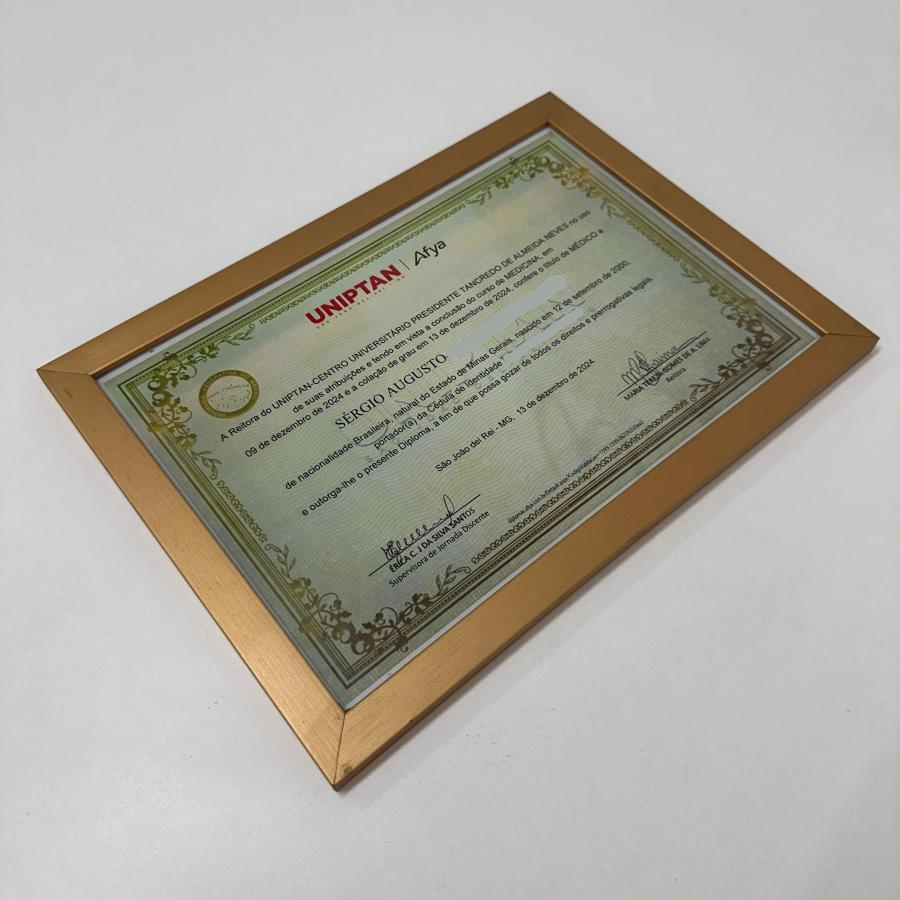 UNIPTAN | Afya
A Reitora do UNIPTAN-CENTRO UNIVERSITÁRIO PRESIDENTE TANCREDO DE ALMEIDA NEVES no uso
de suas atribuições e tendo em vista a conclusão do curso de MEDICINA, em
09 de dezembro de 2024 e a colação de grau em 13 de dezembro de 2024, confere o título de MÉDICO a
SÉRGIO AUGUSTO
de nacionalidade Brasileira, natural do Estado de Minas Gerais, nascido em 12 de setembro de 2000,
portador(a) da Cédula de Identidade
e outorga-lhe o presente Diploma, a fim de que possa gozar de todos os direitos e prerrogativas legais.
São João del Rei - MG, 13 de dezembro de 2024
ÉRICA C. J DA SILVA SANTOS
Supervisora de Jornada Discente
MARIA TEREZA GOMES DE A. LIMA
Reitora